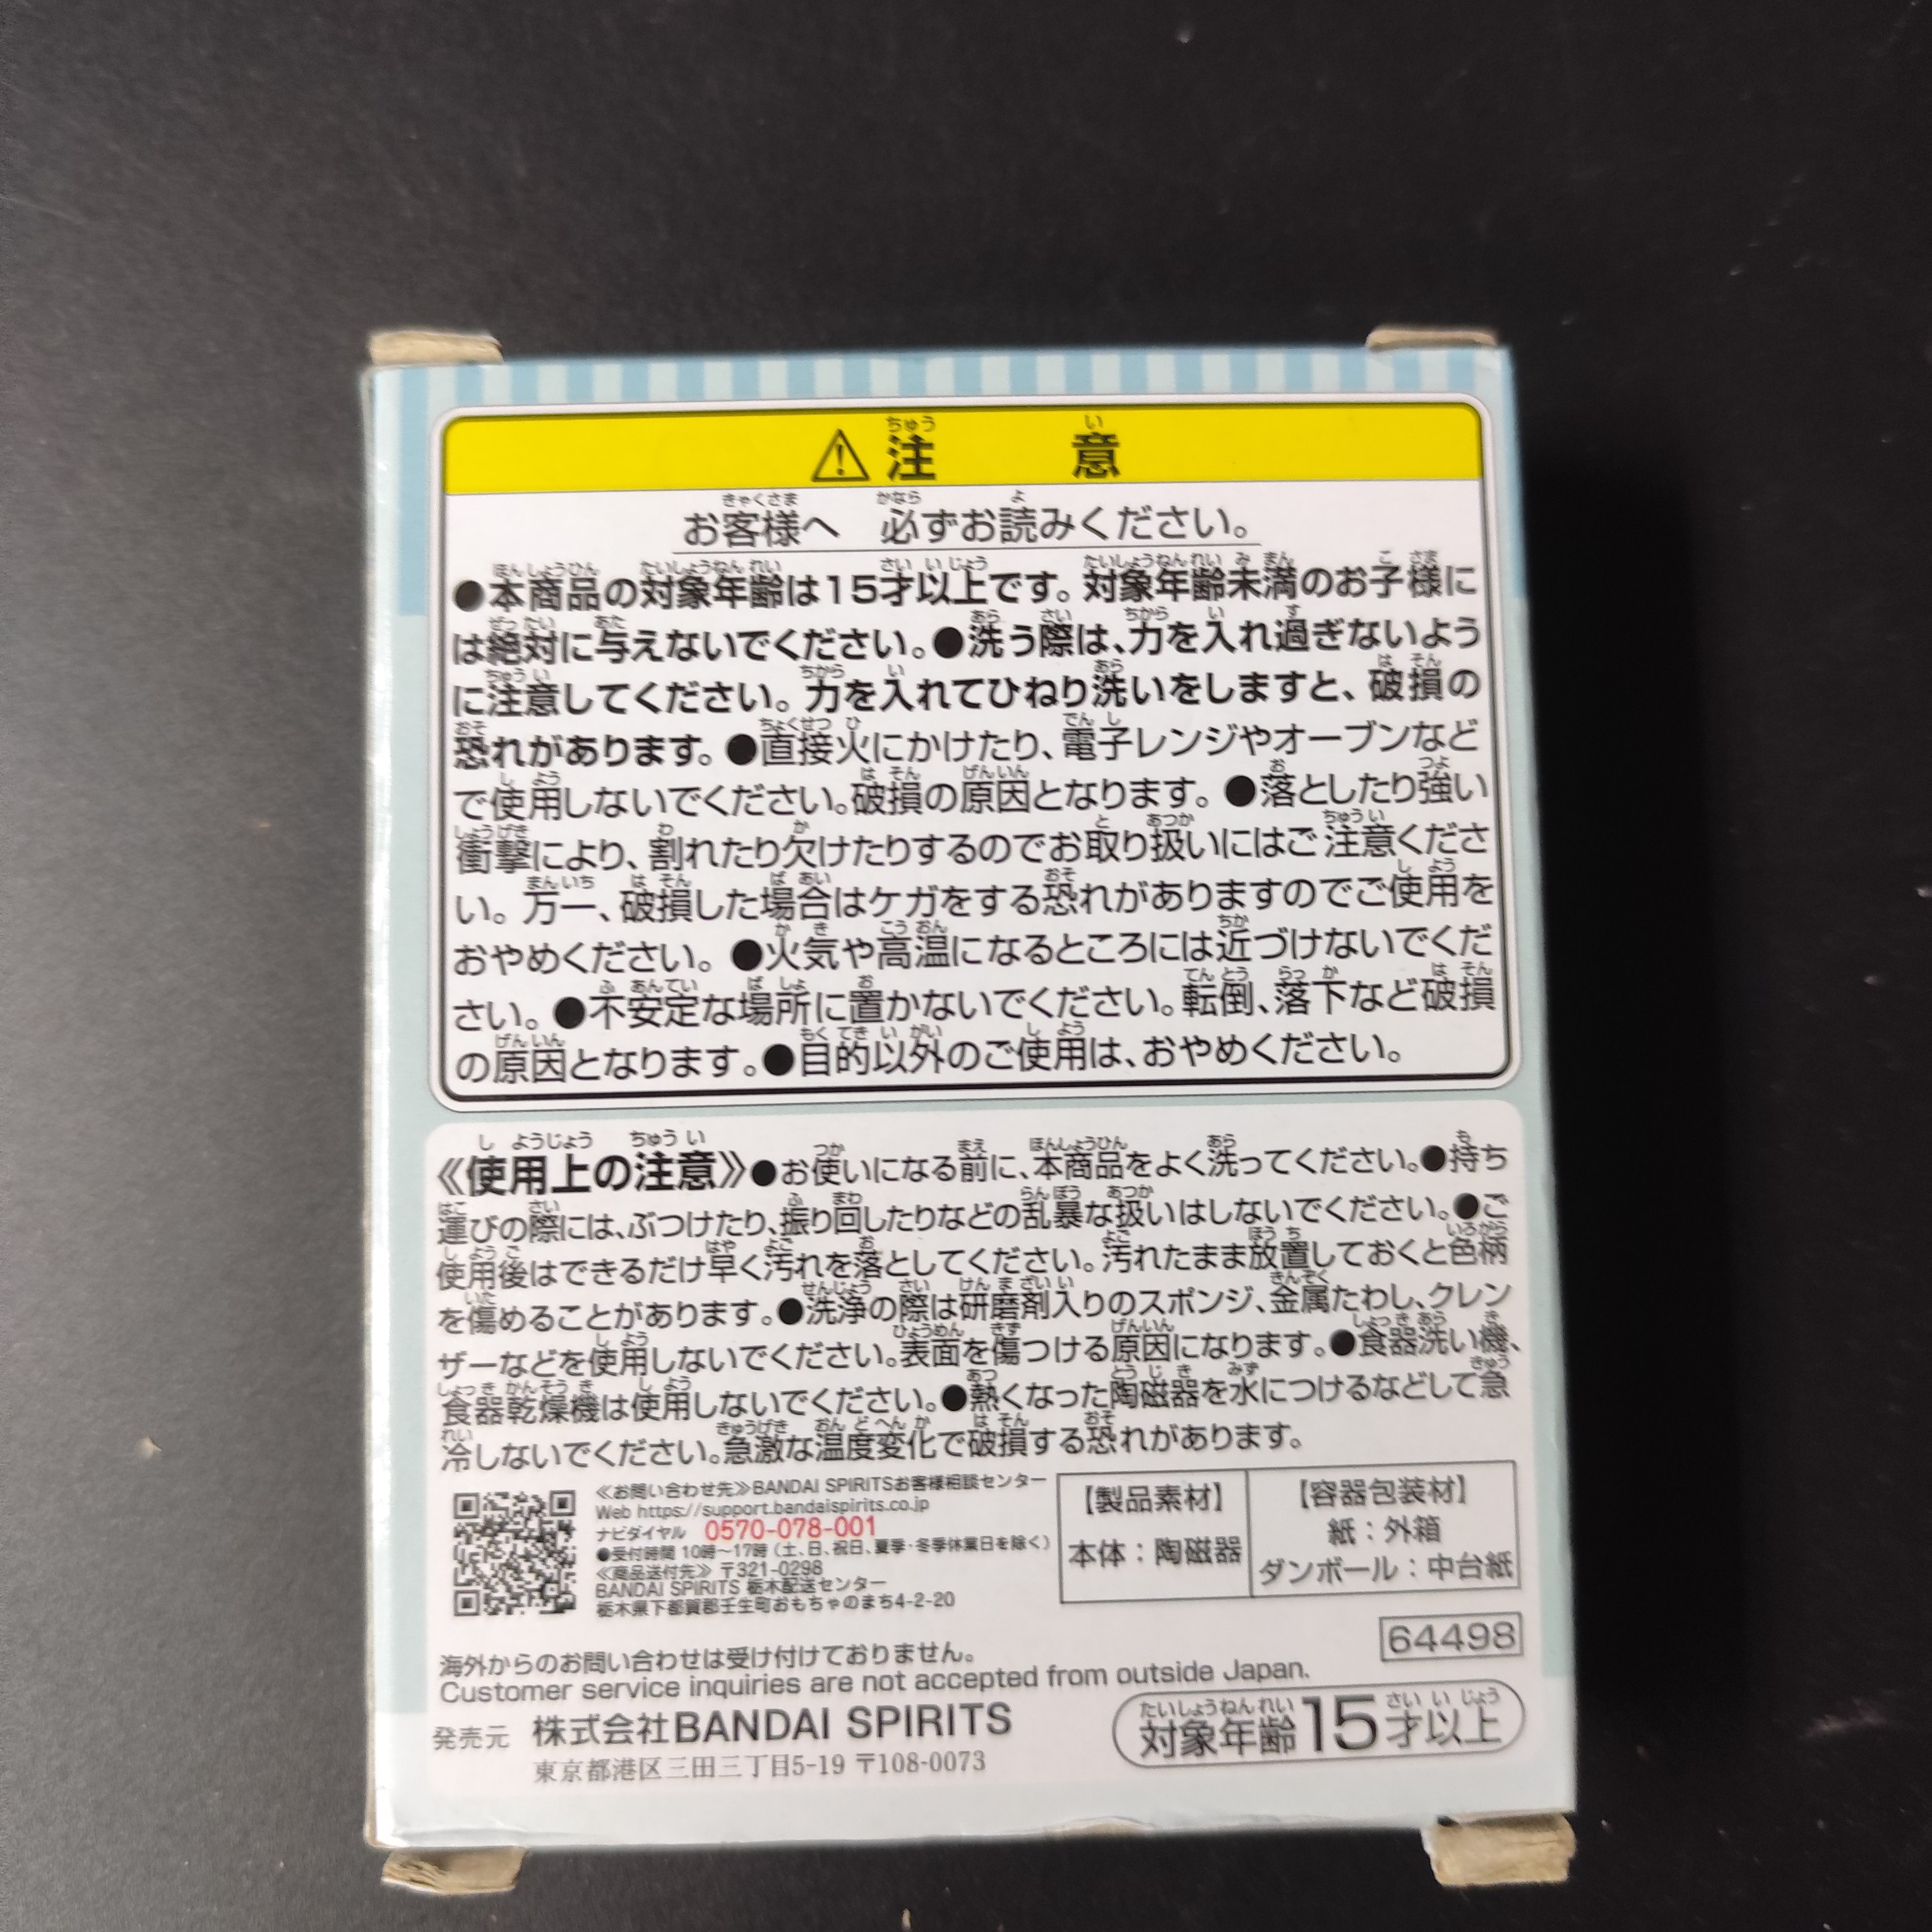 ⚠注意
お客様へ 必ずお読みください。
●本商品の対象年齢は15才以上です。対象年齢未満のお子様に
は絶対に与えないでください。●洗う際は、力を入れ過ぎないよう
に注意してください。力を入れてひねり洗いをしますと、破損の
恐れがあります。●直接火にかけたり、電子レンジやオーブンなど
で使用しないでください。破損の原因となります。●落としたり強い
衝撃により、割れたり欠けたりするのでお取り扱いにはご注意くださ
い。万一、破損した場合はケガをする恐れがありますのでご使用を
おやめください。●火気や高温になるところには近づけないでくだ
さい。●不安定な場所に置かないでください。転倒、落下など破損
の原因となります。●目的以外のご使用は、おやめください。
《使用上の注意》●お使いになる前に、本商品をよく洗ってください。●持ち
運びの際には、ぶつけたり、振り回したりなどの乱暴な扱いはしないでください。●ご
使用後はできるだけ早く汚れを落としてください。汚れたまま放置しておくと色柄
を傷めることがあります。●洗浄の際は研磨剤入りのスポンジ、金属たわし、クレン
ザーなどを使用しないでください。表面を傷つける原因になります。●食器洗い機、
食器乾燥機は使用しないでください。●熱くなった陶磁器を水につけるなどして急
冷しないでください。急激な温度変化で破損する恐れがあります。
≪お問い合わせ先≫BANDAI SPIRITSお客様相談センター
Web https://support.bandaispirits.co.jp
ナビダイヤル 0570-078-001
●受付時間 10時～17時（土、日、祝日、夏季・冬季休業日を除く）
≪商品送付先≫ 〒321-0298
BANDAI SPIRITS 栃木配送センター
栃木県下都賀郡壬生町おもちゃのまち4-2-20
【製品素材】
本体：陶磁器
【容器包装材】
紙：外箱
ダンボール：中台紙
64498
海外からのお問い合わせは受け付けておりません。
Customer service inquiries are not accepted from outside Japan.
発売元 株式会社BANDAI SPIRITS
東京都港区三田三丁目5-19 〒108-0073
対象年齢15才以上